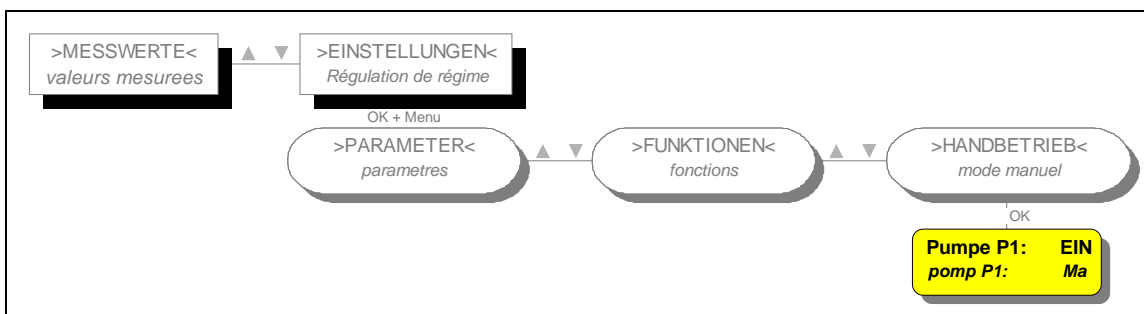 >MESSWERTE<
valeurs mesurees
▲ ▼
>EINSTELLUNGEN<
Régulation de régime
OK + Menu
>PARAMETER<
parametres
▲ ▼
>FUNKTIONEN<
fonctions
▲ ▼
>HANDBETRIEB<
mode manuel
OK
Pumpe P1: EIN
pomp P1: Ma